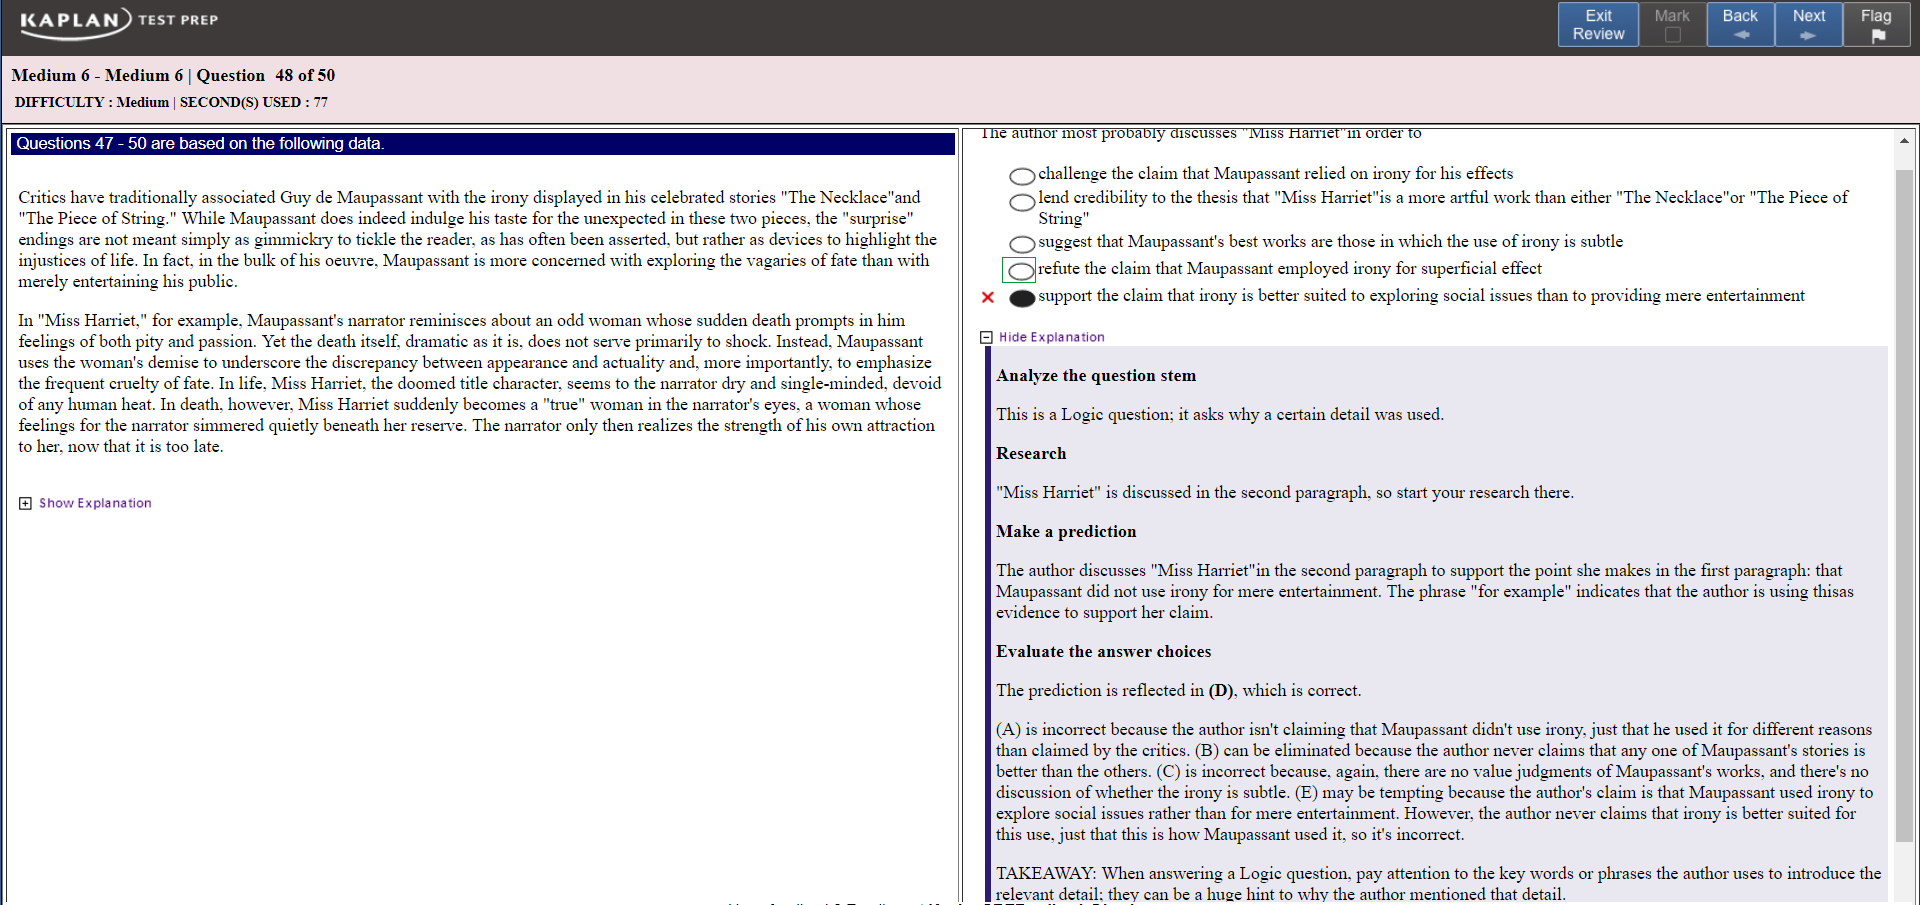 KAPLAN TEST PREP
Exit Review
Mark
Back
Next
Flag
Medium 6 - Medium 6 | Question 48 of 50
DIFFICULTY : Medium | SECOND(S) USED : 77
Questions 47 - 50 are based on the following data.
Critics have traditionally associated Guy de Maupassant with the irony displayed in his celebrated stories "The Necklace"and
"The Piece of String." While Maupassant does indeed indulge his taste for the unexpected in these two pieces, the "surprise"
endings are not meant simply as gimmickry to tickle the reader, as has often been asserted, but rather as devices to highlight the
injustices of life. In fact, in the bulk of his oeuvre, Maupassant is more concerned with exploring the vagaries of fate than with
merely entertaining his public.
In "Miss Harriet," for example, Maupassant's narrator reminisces about an odd woman whose sudden death prompts in him
feelings of both pity and passion. Yet the death itself, dramatic as it is, does not serve primarily to shock. Instead, Maupassant
uses the woman's demise to underscore the discrepancy between appearance and actuality and, more importantly, to emphasize
the frequent cruelty of fate. In life, Miss Harriet, the doomed title character, seems to the narrator dry and single-minded, devoid
of any human heat. In death, however, Miss Harriet suddenly becomes a "true" woman in the narrator's eyes, a woman whose
feelings for the narrator simmered quietly beneath her reserve. The narrator only then realizes the strength of his own attraction
to her, now that it is too late.
Show Explanation
The author most probably discusses "Miss Harriet"in order to
challenge the claim that Maupassant relied on irony for his effects
lend credibility to the thesis that "Miss Harriet"is a more artful work than either "The Necklace"or "The Piece of
String"
suggest that Maupassant's best works are those in which the use of irony is subtle
refute the claim that Maupassant employed irony for superficial effect
support the claim that irony is better suited to exploring social issues than to providing mere entertainment
Hide Explanation
Analyze the question stem
This is a Logic question; it asks why a certain detail was used.
Research
"Miss Harriet" is discussed in the second paragraph, so start your research there.
Make a prediction
The author discusses "Miss Harriet"in the second paragraph to support the point she makes in the first paragraph: that
Maupassant did not use irony for mere entertainment. The phrase "for example" indicates that the author is using thisas
evidence to support her claim.
Evaluate the answer choices
The prediction is reflected in (D), which is correct.
(A) is incorrect because the author isn't claiming that Maupassant didn't use irony, just that he used it for different reasons
than claimed by the critics. (B) can be eliminated because the author never claims that any one of Maupassant's stories is
better than the others. (C) is incorrect because, again, there are no value judgments of Maupassant's works, and there's no
discussion of whether the irony is subtle. (E) may be tempting because the author's claim is that Maupassant used irony to
explore social issues rather than for mere entertainment. However, the author never claims that irony is better suited for
this use, just that this is how Maupassant used it, so it's incorrect.
TAKEAWAY: When answering a Logic question, pay attention to the key words or phrases the author uses to introduce the
relevant detail; they can be a huge hint to why the author mentioned that detail.